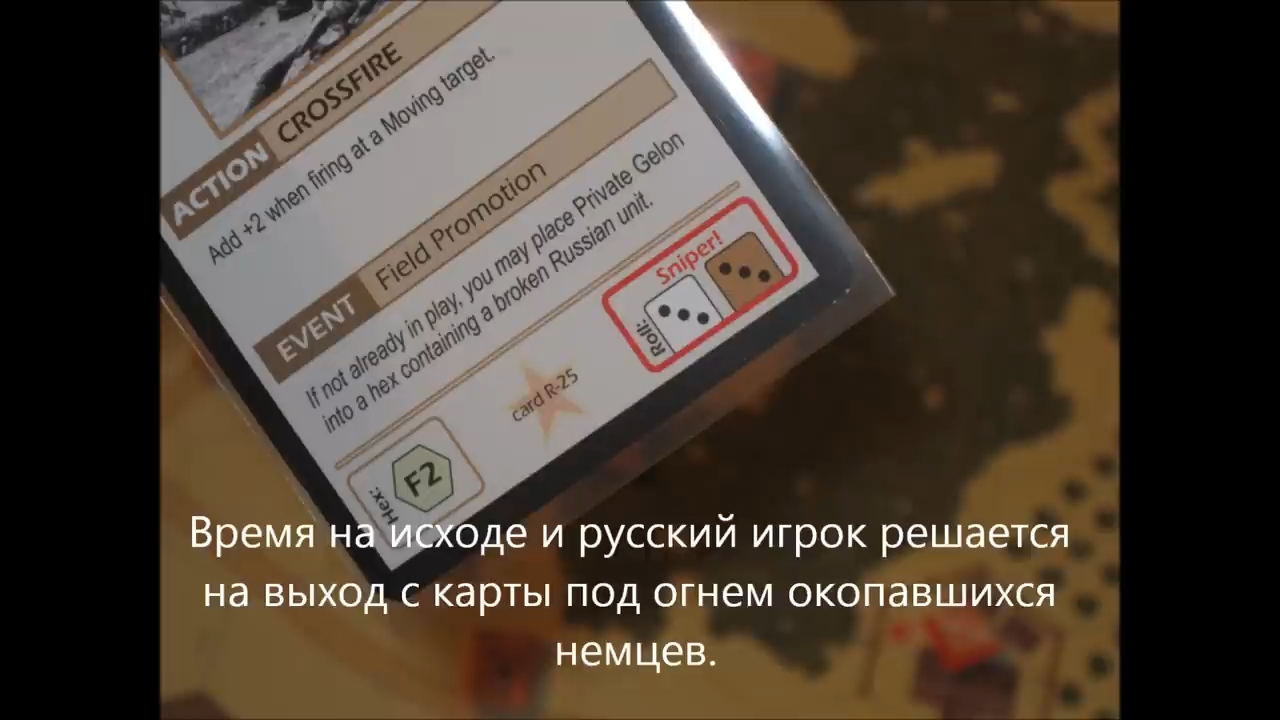 ACTION CROSSFIRE
Add +2 when firing at a Moving target.
EVENT Field Promotion
If not already in play, you may place Private Gelon
into a hex containing a broken Russian unit.
Hex: F2
card R-25
Roll: Sniper!
Время на исходе и русский игрок решается
на выход с карты под огнем окопавшихся
немцев.